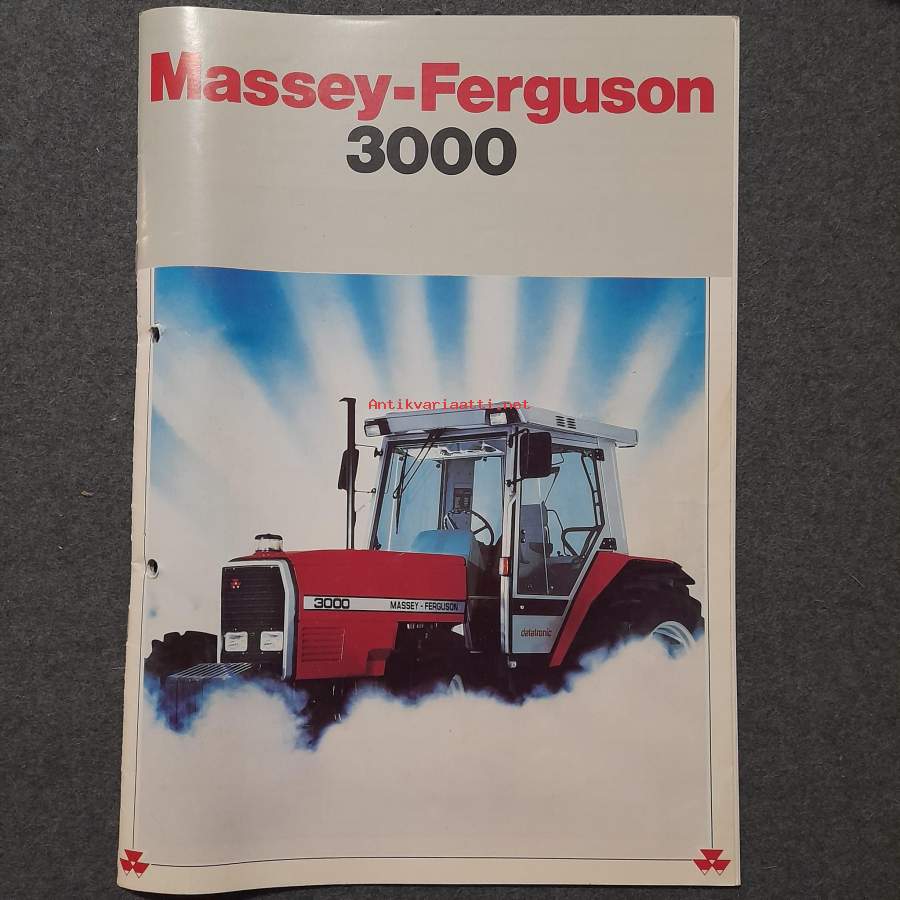 Massey-Ferguson
3000
Antikvariaatti.net
3000 MASSEY-FERGUSON
datatronic